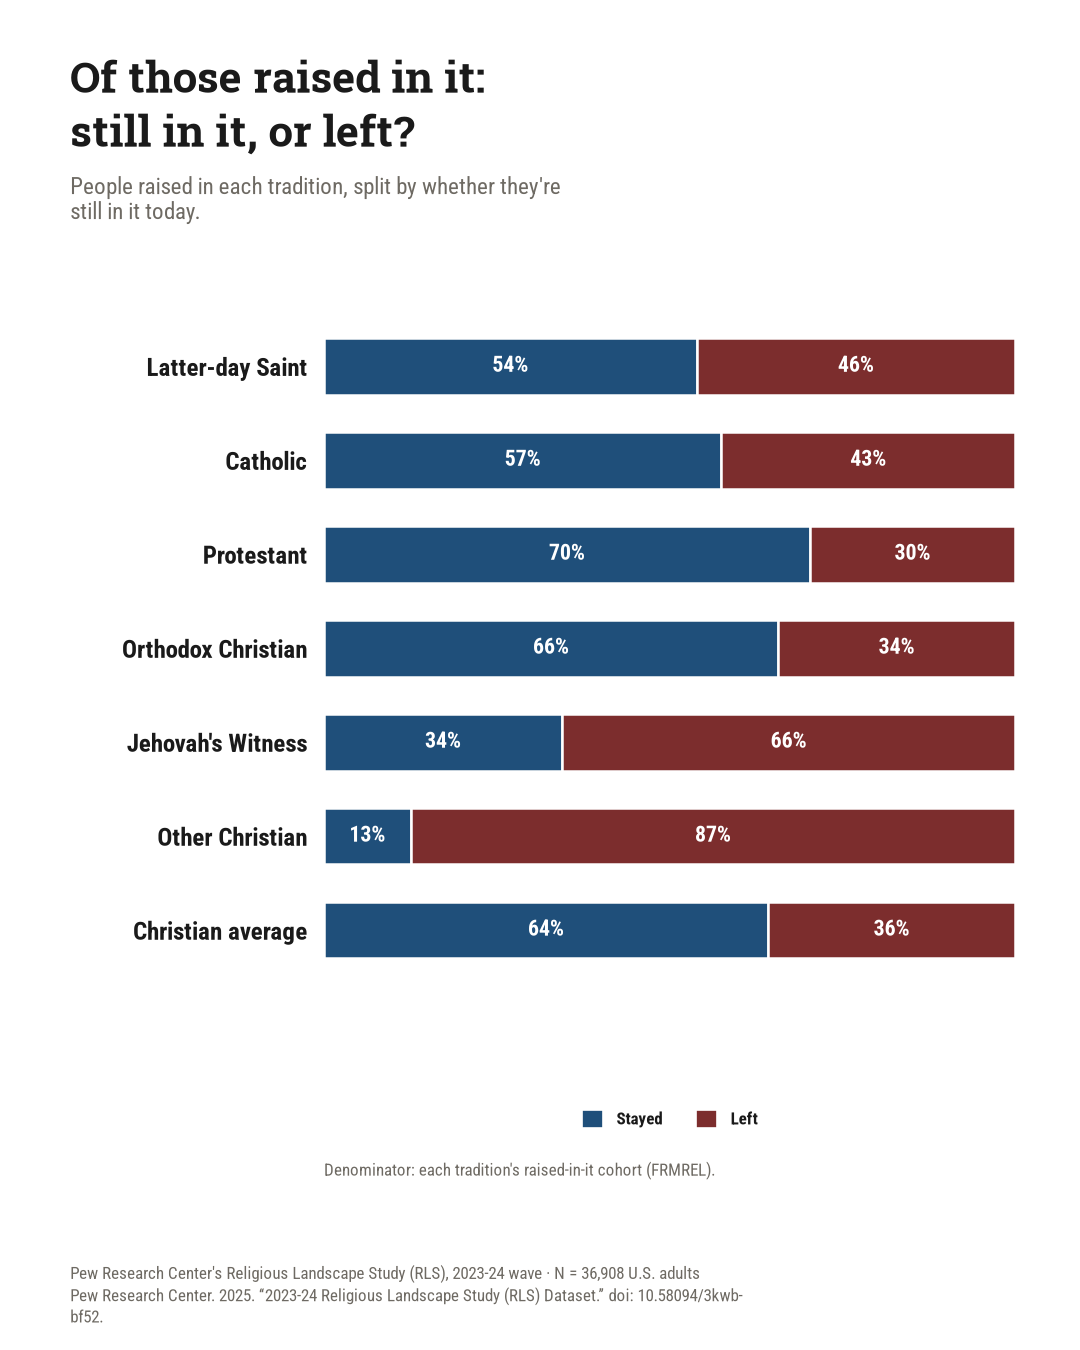 Of those raised in it:
still in it, or left?
People raised in each tradition, split by whether they're
still in it today.
Latter-day Saint 54% 46%
Catholic 57% 43%
Protestant 70% 30%
Orthodox Christian 66% 34%
Jehovah's Witness 34% 66%
Other Christian 13% 87%
Christian average 64% 36%
Stayed Left
Denominator: each tradition's raised-in-it cohort (FRMREL).
Pew Research Center's Religious Landscape Study (RLS), 2023-24 wave · N = 36,908 U.S. adults
Pew Research Center. 2025. “2023-24 Religious Landscape Study (RLS) Dataset.” doi: 10.58094/3kwb-
bf52.